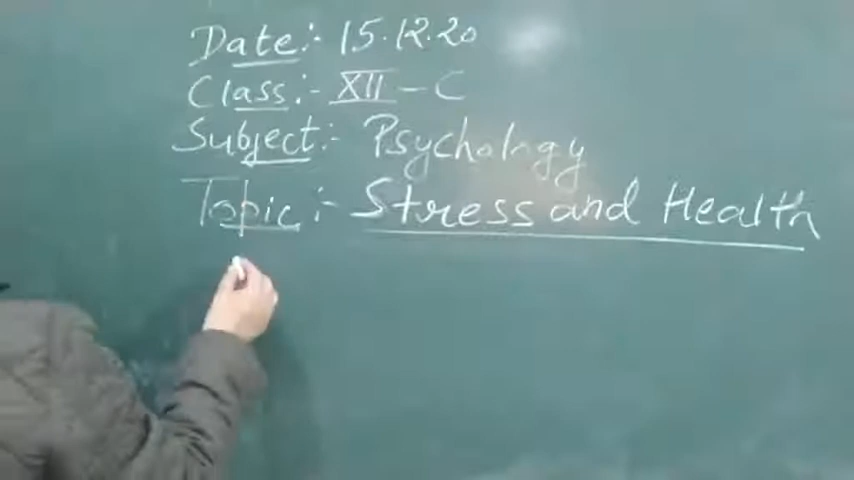 Date:- 15.12.20
Class:- XII - C
Subject:- Psychology
Topic:- Stress and Health